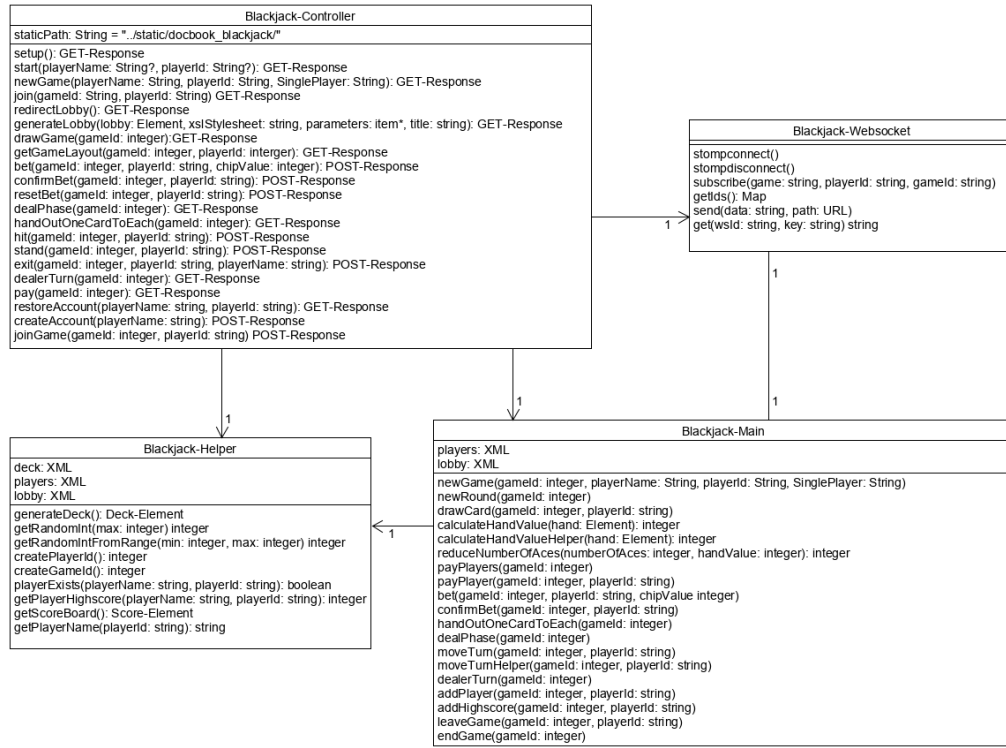 Blackjack-Controller
staticPath: String = "../static/docbook_blackjack/"
setup(): GET-Response
start(playerName: String?, playerId: String?): GET-Response
newGame(playerName: String, playerId: String, SinglePlayer: String): GET-Response
join(gameId: String, playerId: String) GET-Response
redirectLobby(): GET-Response
generateLobby(lobby: Element, xslStylesheet: string, parameters: item*, title: string): GET-Response
drawGame(gameId: integer):GET-Response
getGameLayout(gameId: integer, playerId: interger): GET-Response
bet(gameId: integer, playerId: string, chipValue: integer): POST-Response
confirmBet(gameId: integer, playerId: string): POST-Response
resetBet(gameId: integer, playerId: string): POST-Response
dealPhase(gameId: integer): GET-Response
handOutOneCardToEach(gameId: integer): GET-Response
hit(gameId: integer, playerId: string): POST-Response
stand(gameId: integer, playerId: string): POST-Response
exit(gameId: integer, playerId: string, playerName: string): POST-Response
dealerTurn(gameId: integer): GET-Response
pay(gameId: integer): GET-Response
restoreAccount(playerName: string, playerId: string): GET-Response
createAccount(playerName: string): POST-Response
joinGame(gameId: integer, playerId: string) POST-Response
Blackjack-Websocket
stompconnect()
stompdisconnect()
subscribe(game: string, playerId: string, gameId: string)
getIds(): Map
send(data: string, path: URL)
get(wsId: string, key: string) string
1
1
1
1
1
Blackjack-Helper
deck: XML
players: XML
lobby: XML
generateDeck(): Deck-Element
getRandomInt(max: integer) integer
getRandomIntFromRange(min: integer, max: integer) integer
createPlayerId(): integer
createGameId(): integer
playerExists(playerName: string, playerId: string): boolean
getPlayerHighscore(playerName: string, playerId: string): integer
getScoreBoard(): Score-Element
getPlayerName(playerId: string): string
1
Blackjack-Main
players: XML
lobby: XML
newGame(gameId: integer, playerName: String, playerId: String, SinglePlayer: String)
newRound(gameId: integer)
drawCard(gameId: integer, playerId: string)
calculateHandValue(hand: Element): integer
calculateHandValueHelper(hand: Element): integer
reduceNumberOfAces(numberOfAces: integer, handValue: integer): integer
payPlayers(gameId: integer)
payPlayer(gameId: integer, playerId: string)
bet(gameId: integer, playerId: string, chipValue integer)
confirmBet(gameId: integer, playerId: string)
handOutOneCardToEach(gameId: integer)
dealPhase(gameId: integer)
moveTurn(gameId: integer, playerId: string)
moveTurnHelper(gameId: integer, playerId: string)
dealerTurn(gameId: integer)
addPlayer(gameId: integer, playerId: string)
addHighscore(gameId: integer, playerId: string)
leaveGame(gameId: integer, playerId: string)
endGame(gameId: integer)